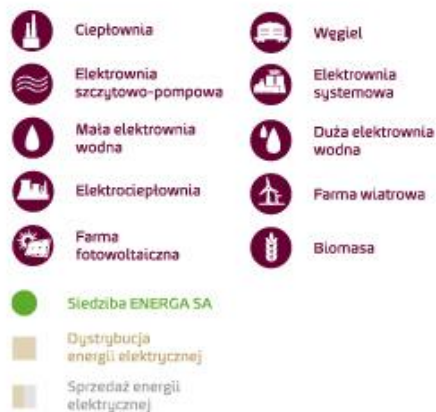 Ciepłownia
Węgiel
Elektrownia
szczytowo-pompowa
Elektrownia
systemowa
Mała elektrownia
wodna
Duża elektrownia
wodna
Elektrociepłownia
Farma wiatrowa
Farma
fotowoltaiczna
Biomasa
Siedziba ENERGA SA
Dystrybucja
energii elektrycznej
Sprzedaż energii
elektrycznej